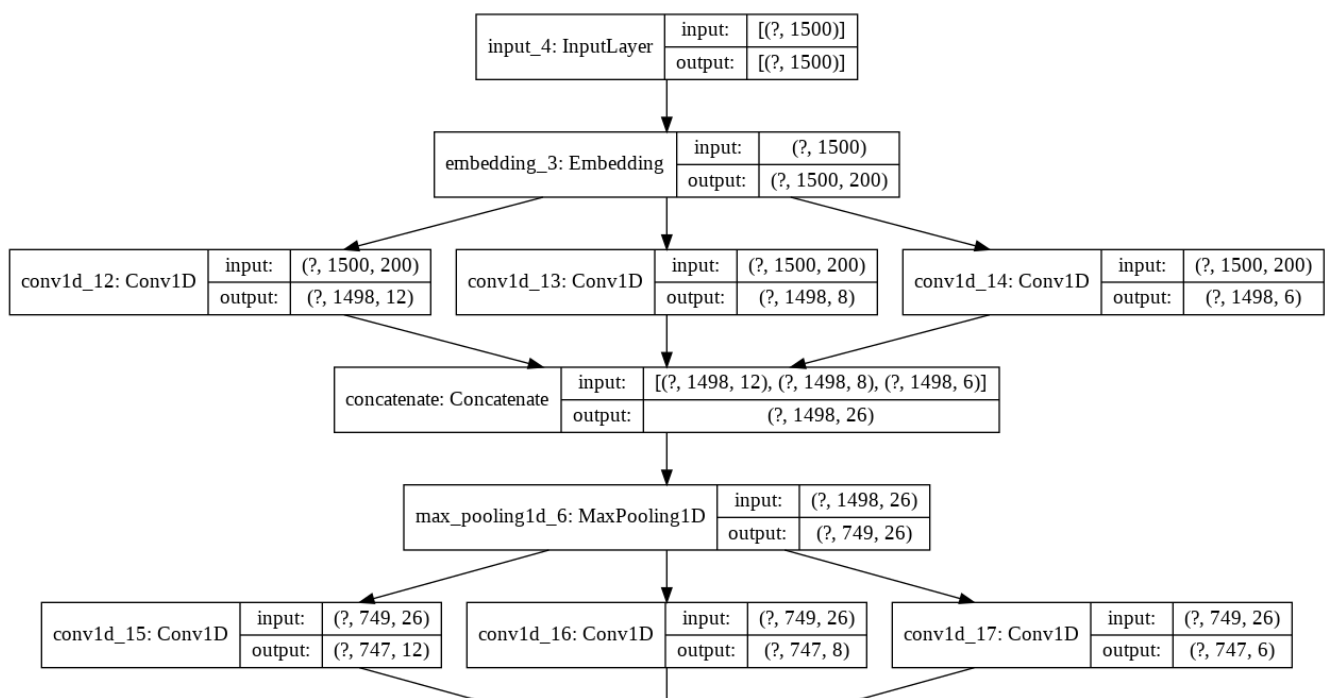 input_4: InputLayer
input: [(?, 1500)]
output: [(?, 1500)]
embedding_3: Embedding
input: (?, 1500)
output: (?, 1500, 200)
conv1d_12: Conv1D
input: (?, 1500, 200)
output: (?, 1498, 12)
conv1d_13: Conv1D
input: (?, 1500, 200)
output: (?, 1498, 8)
conv1d_14: Conv1D
input: (?, 1500, 200)
output: (?, 1498, 6)
concatenate: Concatenate
input: [(?, 1498, 12), (?, 1498, 8), (?, 1498, 6)]
output: (?, 1498, 26)
max_pooling1d_6: MaxPooling1D
input: (?, 1498, 26)
output: (?, 749, 26)
conv1d_15: Conv1D
input: (?, 749, 26)
output: (?, 747, 12)
conv1d_16: Conv1D
input: (?, 749, 26)
output: (?, 747, 8)
conv1d_17: Conv1D
input: (?, 749, 26)
output: (?, 747, 6)